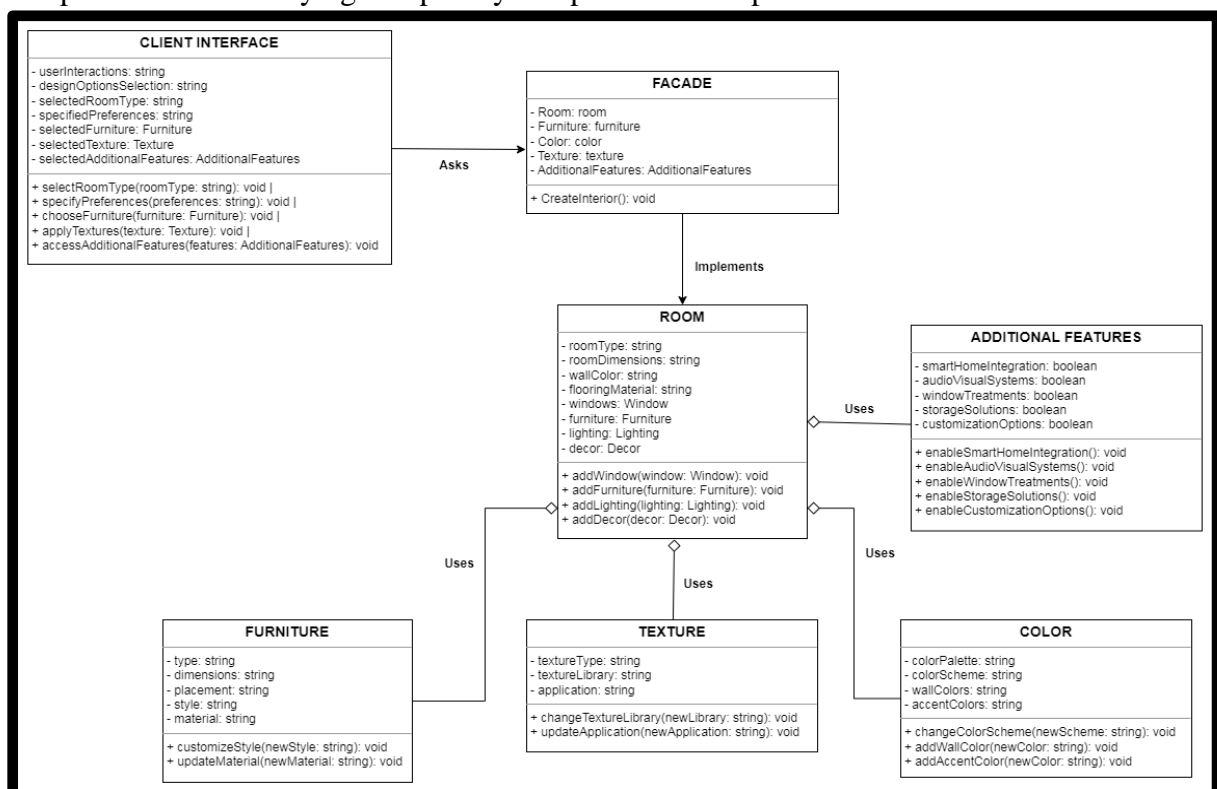 CLIENT INTERFACE
- userInteractions: string
- designOptionsSelection: string
- selectedRoomType: string
- specifiedPreferences: string
- selectedFurniture: Furniture
- selectedTexture: Texture
- selectedAdditionalFeatures: AdditionalFeatures
+ selectRoomType(roomType: string): void |
+ specifyPreferences(preferences: string): void |
+ chooseFurniture(furniture: Furniture): void |
+ applyTextures(texture: Texture): void |
+ accessAdditionalFeatures(features: AdditionalFeatures): void
Asks
FACADE
- Room: room
- Furniture: furniture
- Color: color
- Texture: texture
- AdditionalFeatures: AdditionalFeatures
+ CreateInterior(): void
Implements
ROOM
- roomType: string
- roomDimensions: string
- wallColor: string
- flooringMaterial: string
- windows: Window
- furniture: Furniture
- lighting: Lighting
- decor: Decor
+ addWindow(window: Window): void
+ addFurniture(furniture: Furniture): void
+ addLighting(lighting: Lighting): void
+ addDecor(decor: Decor): void
Uses
ADDITIONAL FEATURES
- smartHomeIntegration: boolean
- audioVisualSystems: boolean
- windowTreatments: boolean
- storageSolutions: boolean
- customizationOptions: boolean
+ enableSmartHomeIntegration(): void
+ enableAudioVisualSystems(): void
+ enableWindowTreatments(): void
+ enableStorageSolutions(): void
+ enableCustomizationOptions(): void
Uses
Uses
Uses
FURNITURE
- type: string
- dimensions: string
- placement: string
- style: string
- material: string
+ customizeStyle(newStyle: string): void
+ updateMaterial(newMaterial: string): void
TEXTURE
- textureType: string
- textureLibrary: string
- application: string
+ changeTextureLibrary(newLibrary: string): void
+ updateApplication(newApplication: string): void
COLOR
- colorPalette: string
- colorScheme: string
- wallColors: string
- accentColors: string
+ changeColorScheme(newScheme: string): void
+ addWallColor(newColor: string): void
+ addAccentColor(newColor: string): void